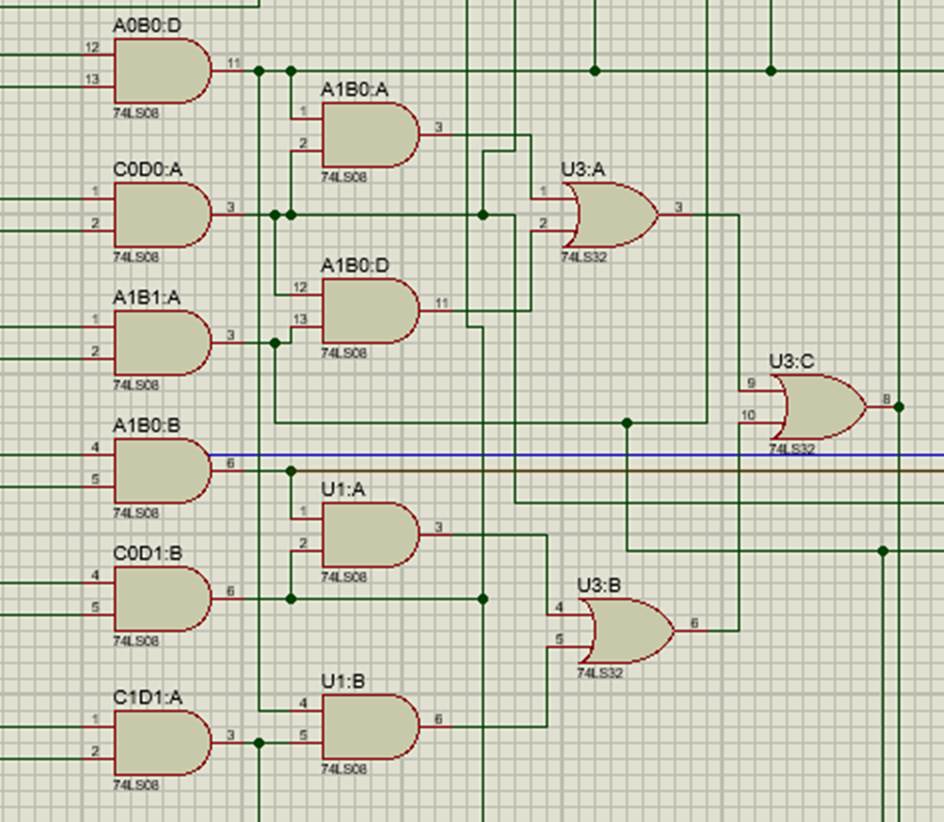 A0B0:D
12
13
11
74LS08
A1B0:A
1
2
3
74LS08
C0D0:A
1
2
3
74LS08
U3:A
1
2
3
74LS32
A1B0:D
12
13
11
74LS08
A1B1:A
1
2
3
74LS08
U3:C
9
10
8
74LS32
A1B0:B
4
5
6
74LS08
U1:A
1
2
3
74LS08
C0D1:B
4
5
6
74LS08
U3:B
4
5
6
74LS32
U1:B
4
5
6
74LS08
C1D1:A
1
2
3
74LS08